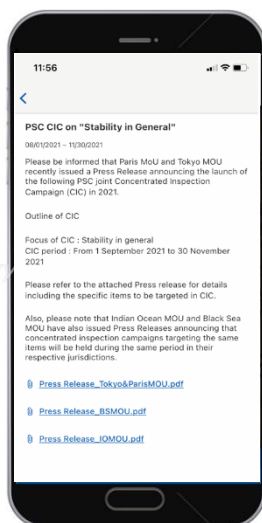 11:56
PSC CIC on "Stability in General"
08/01/2021 – 11/30/2021
Please be informed that Paris MoU and Tokyo MOU
recently issued a Press Release announcing the launch of
the following PSC joint Concentrated Inspection
Campaign (CIC) in 2021.
Outline of CIC
Focus of CIC : Stability in general
CIC period : From 1 September 2021 to 30 November
2021
Please refer to the attached Press release for details
including the specific items to be targeted in CIC.
Also, please note that Indian Ocean MOU and Black Sea
MOU have also issued Press Releases announcing that
concentrated inspection campaigns targeting the same
items will be held during the same period in their
respective jurisdictions.
Press Release_Tokyo&ParisMOU.pdf
Press Release_BSMOU.pdf
Press Release_IOMOU.pdf